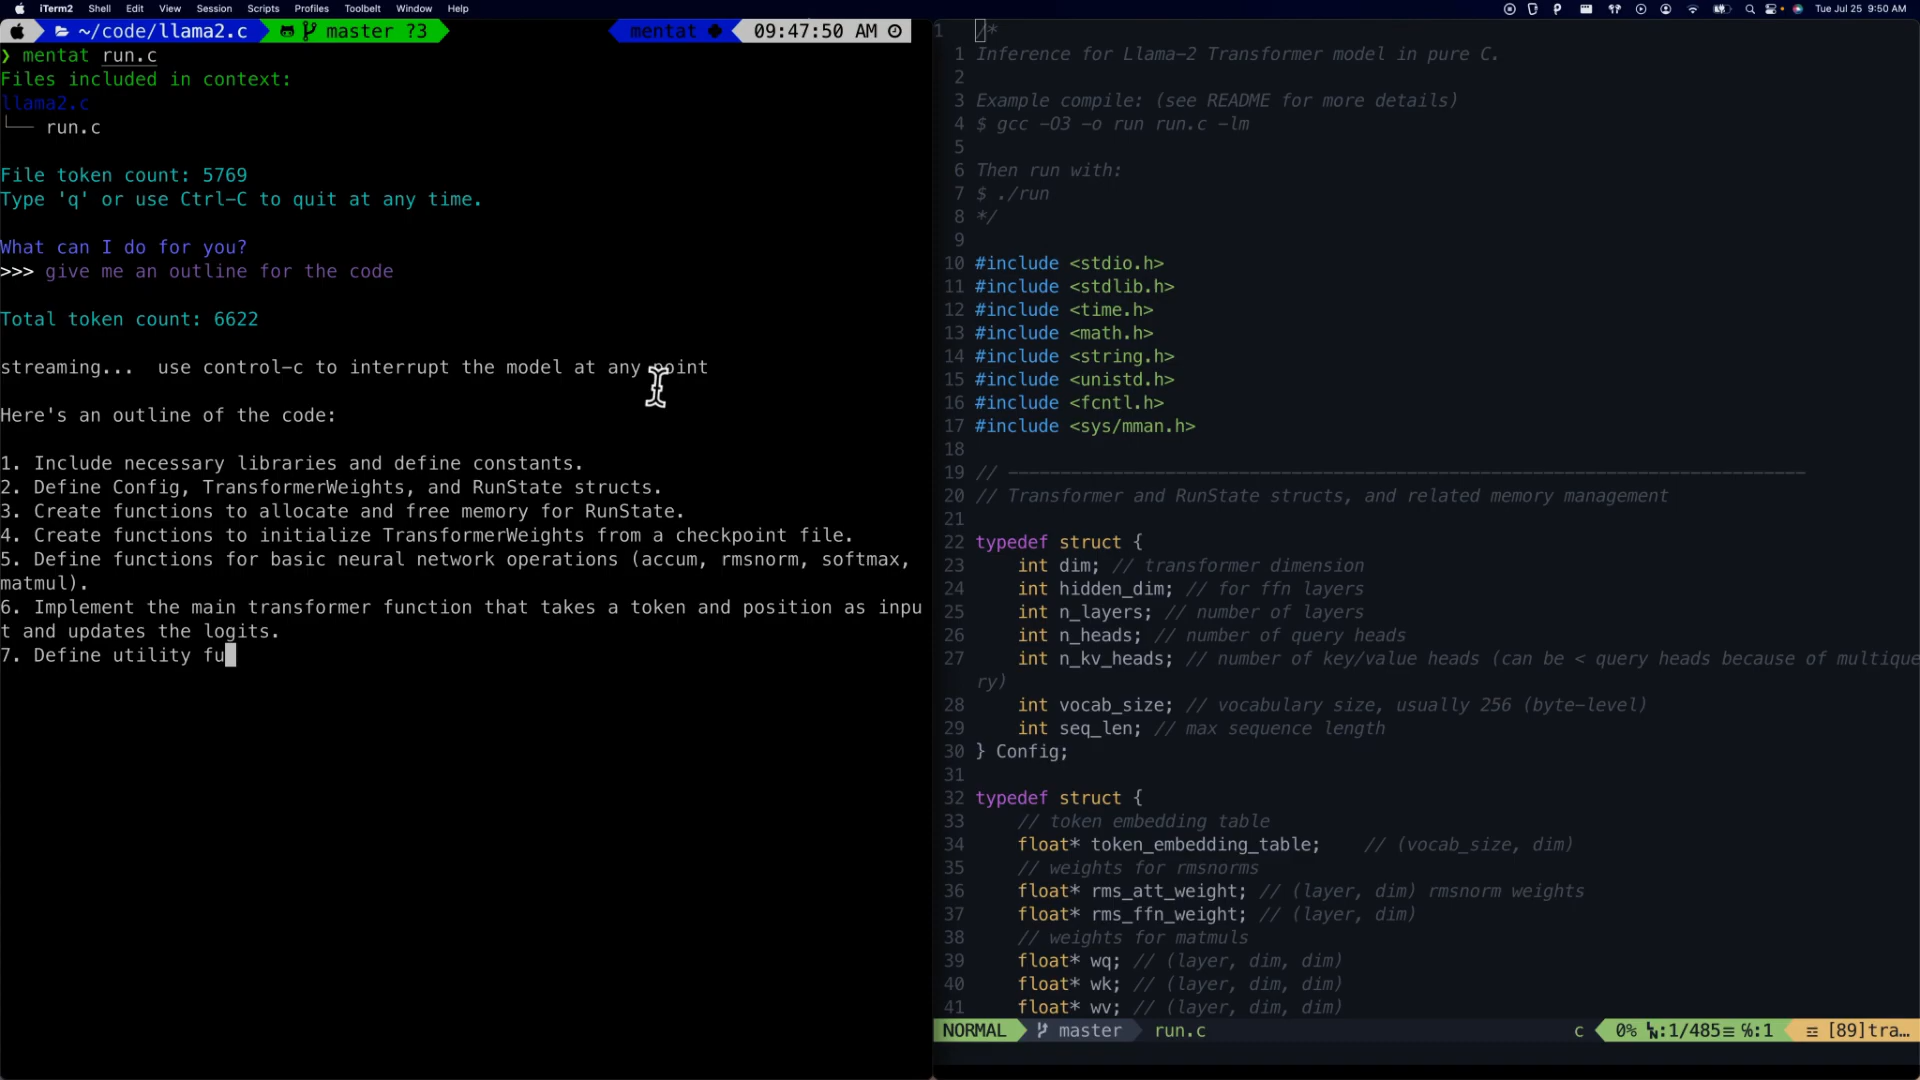 iTerm2 Shell Edit View Session Scripts Profiles Toolbelt Window Help
Tue Jul 25 9:50 AM
~/code/llama2.c master ?3
mentat 09:47:50 AM
❯ mentat run.c
Files included in context:
llama2.c
└── run.c
File token count: 5769
Type 'q' or use Ctrl-C to quit at any time.
What can I do for you?
>>> give me an outline for the code
Total token count: 6622
streaming... use control-c to interrupt the model at any point
Here's an outline of the code:
1. Include necessary libraries and define constants.
2. Define Config, TransformerWeights, and RunState structs.
3. Create functions to allocate and free memory for RunState.
4. Create functions to initialize TransformerWeights from a checkpoint file.
5. Define functions for basic neural network operations (accum, rmsnorm, softmax,
matmul).
6. Implement the main transformer function that takes a token and position as inpu
t and updates the logits.
7. Define utility fu
1 /*
1 Inference for Llama-2 Transformer model in pure C.
2
3 Example compile: (see README for more details)
4 $ gcc -O3 -o run run.c -lm
5
6 Then run with:
7 $ ./run
8 */
9
10 #include <stdio.h>
11 #include <stdlib.h>
12 #include <time.h>
13 #include <math.h>
14 #include <string.h>
15 #include <unistd.h>
16 #include <fcntl.h>
17 #include <sys/mman.h>
18
19 // ----------------------------------------------------------------------------
20 // Transformer and RunState structs, and related memory management
21
22 typedef struct {
23 int dim; // transformer dimension
24 int hidden_dim; // for ffn layers
25 int n_layers; // number of layers
26 int n_heads; // number of query heads
27 int n_kv_heads; // number of key/value heads (can be < query heads because of multique
ry)
28 int vocab_size; // vocabulary size, usually 256 (byte-level)
29 int seq_len; // max sequence length
30 } Config;
31
32 typedef struct {
33 // token embedding table
34 float* token_embedding_table; // (vocab_size, dim)
35 // weights for rmsnorms
36 float* rms_att_weight; // (layer, dim) rmsnorm weights
37 float* rms_ffn_weight; // (layer, dim)
38 // weights for matmuls
39 float* wq; // (layer, dim, dim)
40 float* wk; // (layer, dim, dim)
41 float* wv; // (layer, dim, dim)
NORMAL master run.c c 0% ㏑:1/485≡ ℅:1 [89]tra…